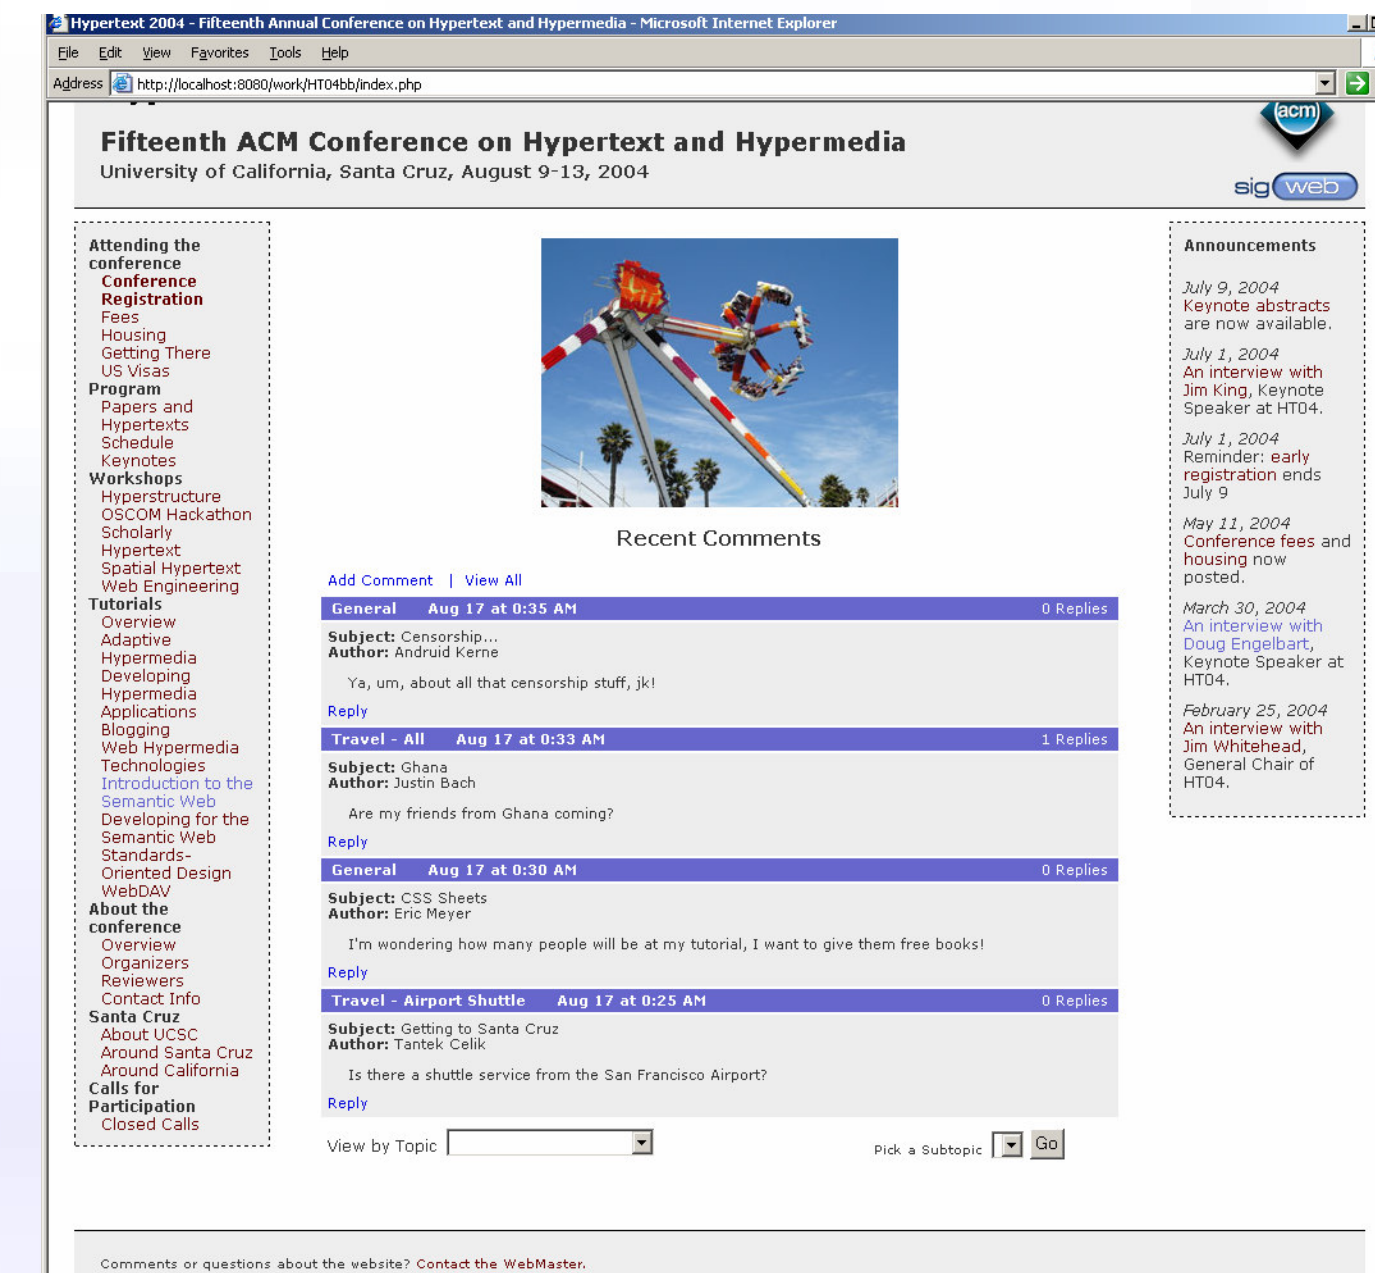 Hypertext 2004 - Fifteenth Annual Conference on Hypertext and Hypermedia - Microsoft Internet Explorer
File Edit View Favorites Tools Help
Address http://localhost:8080/work/HT04bb/index.php
Fifteenth ACM Conference on Hypertext and Hypermedia
University of California, Santa Cruz, August 9-13, 2004
acm
sig web
Attending the
conference
Conference
Registration
Fees
Housing
Getting There
US Visas
Program
Papers and
Hypertexts
Schedule
Keynotes
Workshops
Hyperstructure
OSCOM Hackathon
Scholarly
Hypertext
Spatial Hypertext
Web Engineering
Tutorials
Overview
Adaptive
Hypermedia
Developing
Hypermedia
Applications
Blogging
Web Hypermedia
Technologies
Introduction to the
Semantic Web
Developing for the
Semantic Web
Standards-
Oriented Design
WebDAV
About the
conference
Overview
Organizers
Reviewers
Contact Info
Santa Cruz
About UCSC
Around Santa Cruz
Around California
Calls for
Participation
Closed Calls
Recent Comments
Add Comment | View All
General Aug 17 at 0:35 AM 0 Replies
Subject: Censorship...
Author: Andruid Kerne
Ya, um, about all that censorship stuff, jk!
Reply
Travel - All Aug 17 at 0:33 AM 1 Replies
Subject: Ghana
Author: Justin Bach
Are my friends from Ghana coming?
Reply
General Aug 17 at 0:30 AM 0 Replies
Subject: CSS Sheets
Author: Eric Meyer
I'm wondering how many people will be at my tutorial, I want to give them free books!
Reply
Travel - Airport Shuttle Aug 17 at 0:25 AM 0 Replies
Subject: Getting to Santa Cruz
Author: Tantek Celik
Is there a shuttle service from the San Francisco Airport?
Reply
View by Topic Pick a Subtopic Go
Announcements
July 9, 2004
Keynote abstracts
are now available.
July 1, 2004
An interview with
Jim King, Keynote
Speaker at HT04.
July 1, 2004
Reminder: early
registration ends
July 9
May 11, 2004
Conference fees and
housing now
posted.
March 30, 2004
An interview with
Doug Engelbart,
Keynote Speaker at
HT04.
February 25, 2004
An interview with
Jim Whitehead,
General Chair of
HT04.
Comments or questions about the website? Contact the WebMaster.